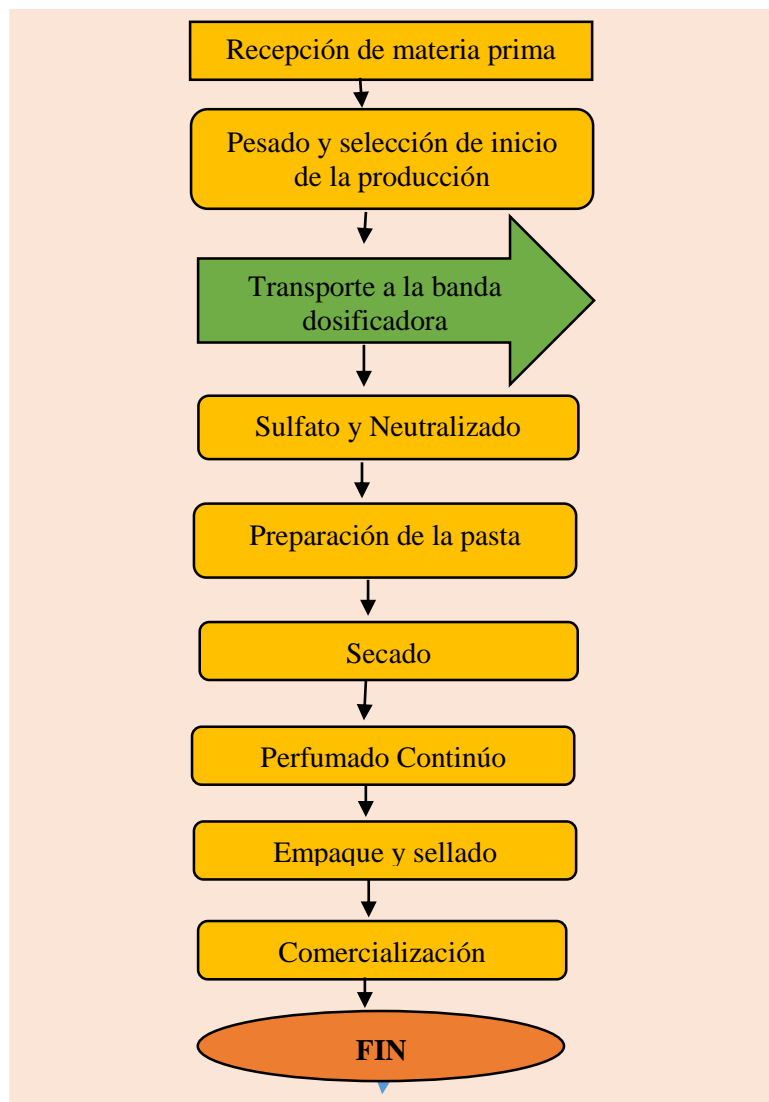 Recepción de materia prima
Pesado y selección de inicio
de la producción
Transporte a la banda
dosificadora
Sulfato y Neutralizado
Preparación de la pasta
Secado
Perfumado Continúo
Empaque y sellado
Comercialización
FIN